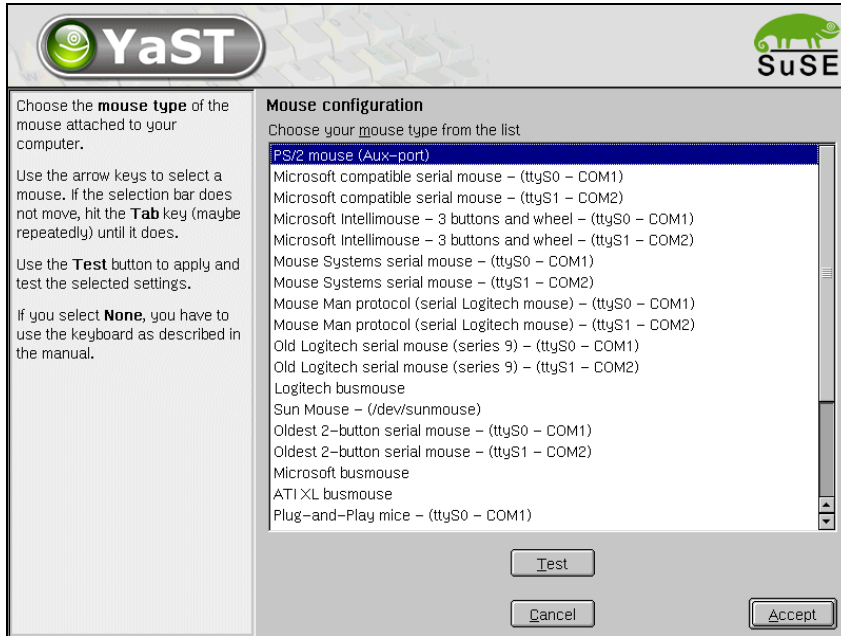 YaST
SuSE
Choose the mouse type of the
mouse attached to your
computer.
Use the arrow keys to select a
mouse. If the selection bar does
not move, hit the Tab key (maybe
repeatedly) until it does.
Use the Test button to apply and
test the selected settings.
If you select None, you have to
use the keyboard as described in
the manual.
Mouse configuration
Choose your mouse type from the list
PS/2 mouse (Aux-port)
Microsoft compatible serial mouse - (ttyS0 - COM1)
Microsoft compatible serial mouse - (ttyS1 - COM2)
Microsoft Intellimouse - 3 buttons and wheel - (ttyS0 - COM1)
Microsoft Intellimouse - 3 buttons and wheel - (ttyS1 - COM2)
Mouse Systems serial mouse - (ttyS0 - COM1)
Mouse Systems serial mouse - (ttyS1 - COM2)
Mouse Man protocol (serial Logitech mouse) - (ttyS0 - COM1)
Mouse Man protocol (serial Logitech mouse) - (ttyS1 - COM2)
Old Logitech serial mouse (series 9) - (ttyS0 - COM1)
Old Logitech serial mouse (series 9) - (ttyS1 - COM2)
Logitech busmouse
Sun Mouse - (/dev/sunmouse)
Oldest 2-button serial mouse - (ttyS0 - COM1)
Oldest 2-button serial mouse - (ttyS1 - COM2)
Microsoft busmouse
ATI XL busmouse
Plug-and-Play mice - (ttyS0 - COM1)
Test
Cancel
Accept